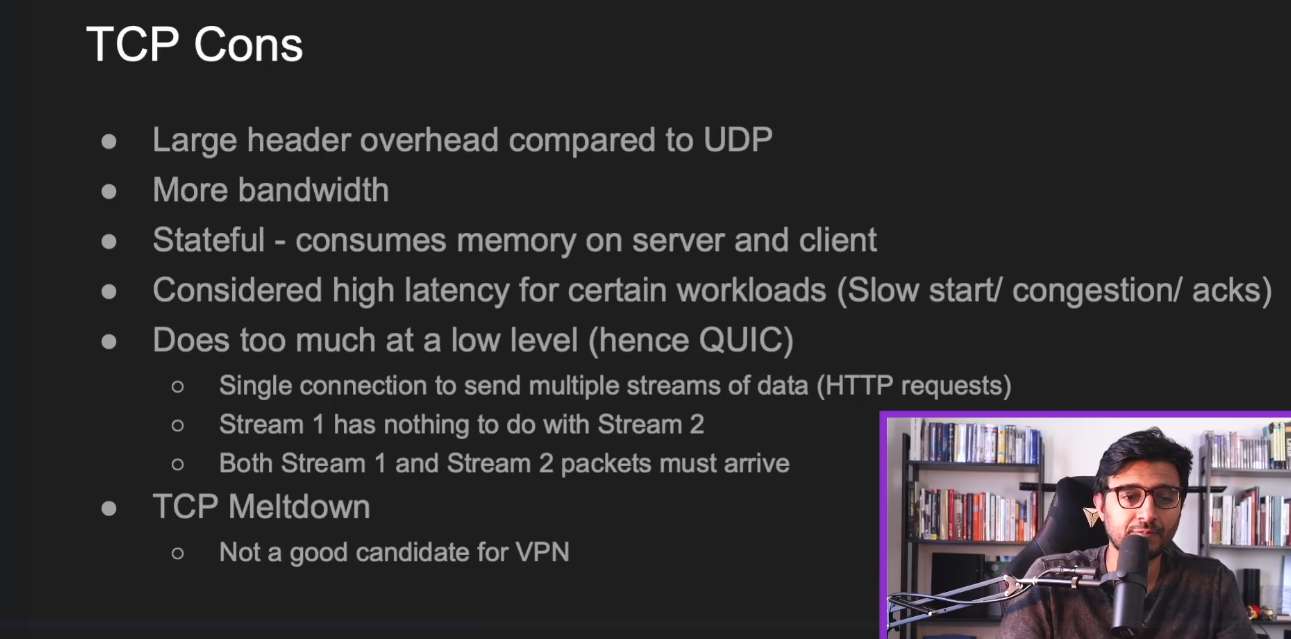 TCP Cons
● Large header overhead compared to UDP
● More bandwidth
● Stateful - consumes memory on server and client
● Considered high latency for certain workloads (Slow start/ congestion/ acks)
● Does too much at a low level (hence QUIC)
○ Single connection to send multiple streams of data (HTTP requests)
○ Stream 1 has nothing to do with Stream 2
○ Both Stream 1 and Stream 2 packets must arrive
● TCP Meltdown
○ Not a good candidate for VPN